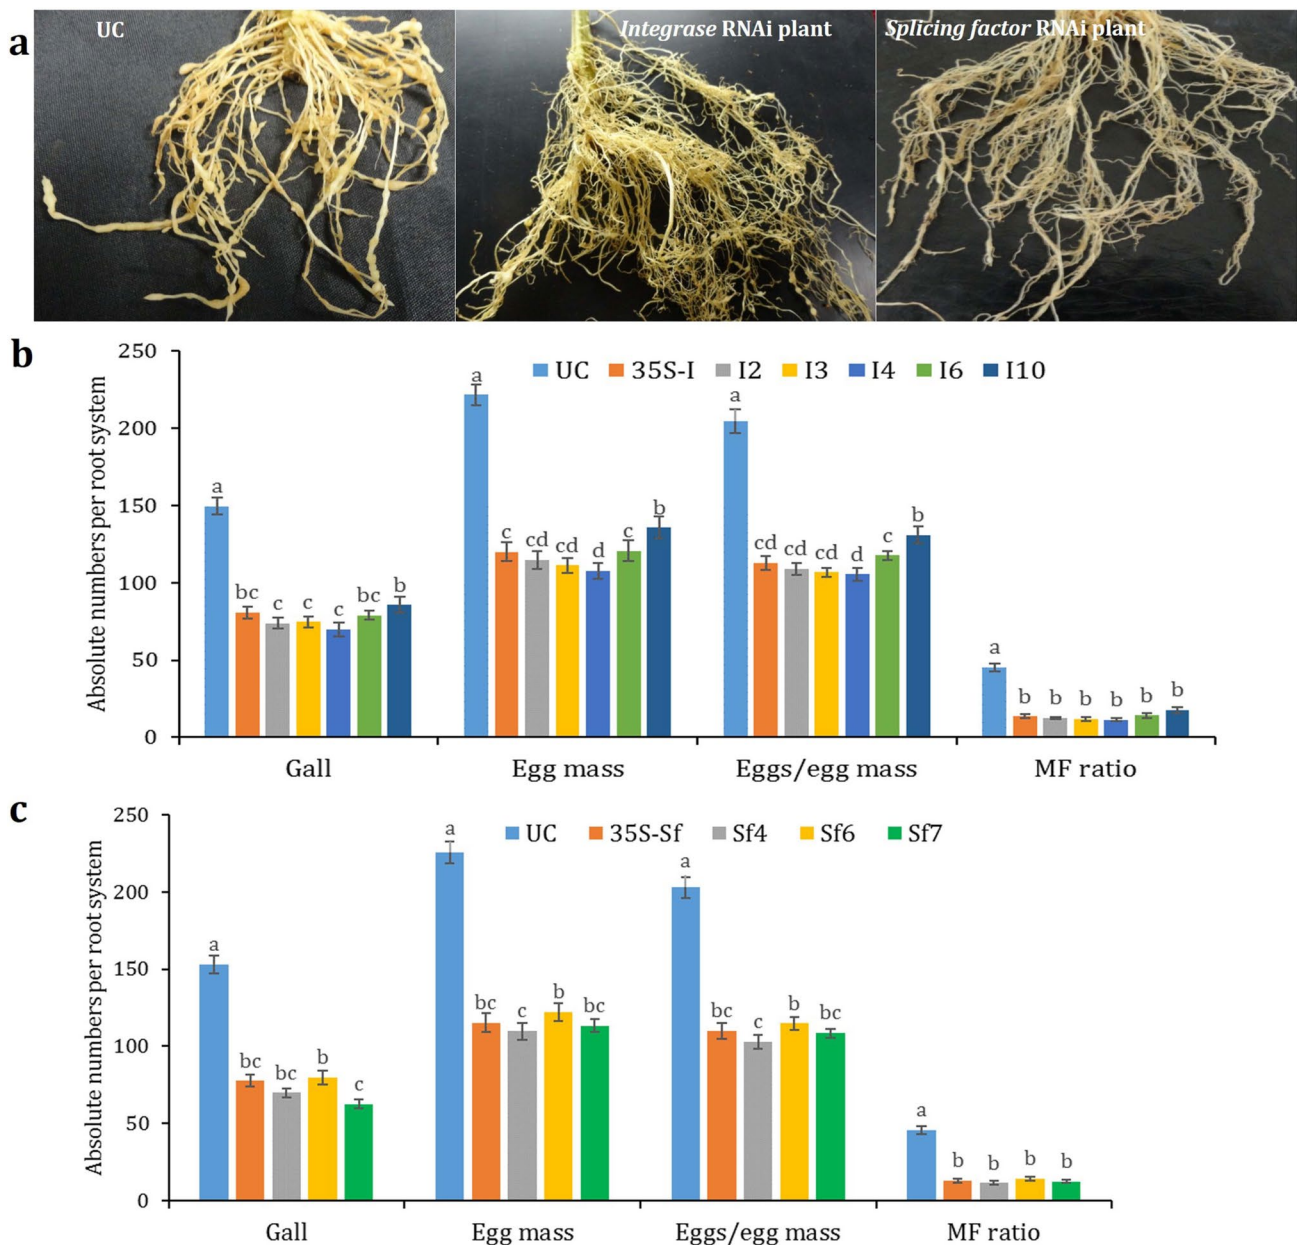 a
UC
Integrase RNAi plant
Splicing factor RNAi plant
b
Absolute numbers per root system
250
200
150
100
50
0
UC 35S-I I2 I3 I4 I6 I10
a
bc
c
c
c
bc
b
a
c
cd
cd
d
c
b
a
cd
cd
cd
d
c
b
a
b
b
b
b
b
b
Gall Egg mass Eggs/egg mass MF ratio
c
Absolute numbers per root system
250
200
150
100
50
0
UC 35S-Sf Sf4 Sf6 Sf7
a
bc
bc
b
c
a
bc
c
b
bc
a
bc
c
b
bc
a
b
b
b
b
Gall Egg mass Eggs/egg mass MF ratio